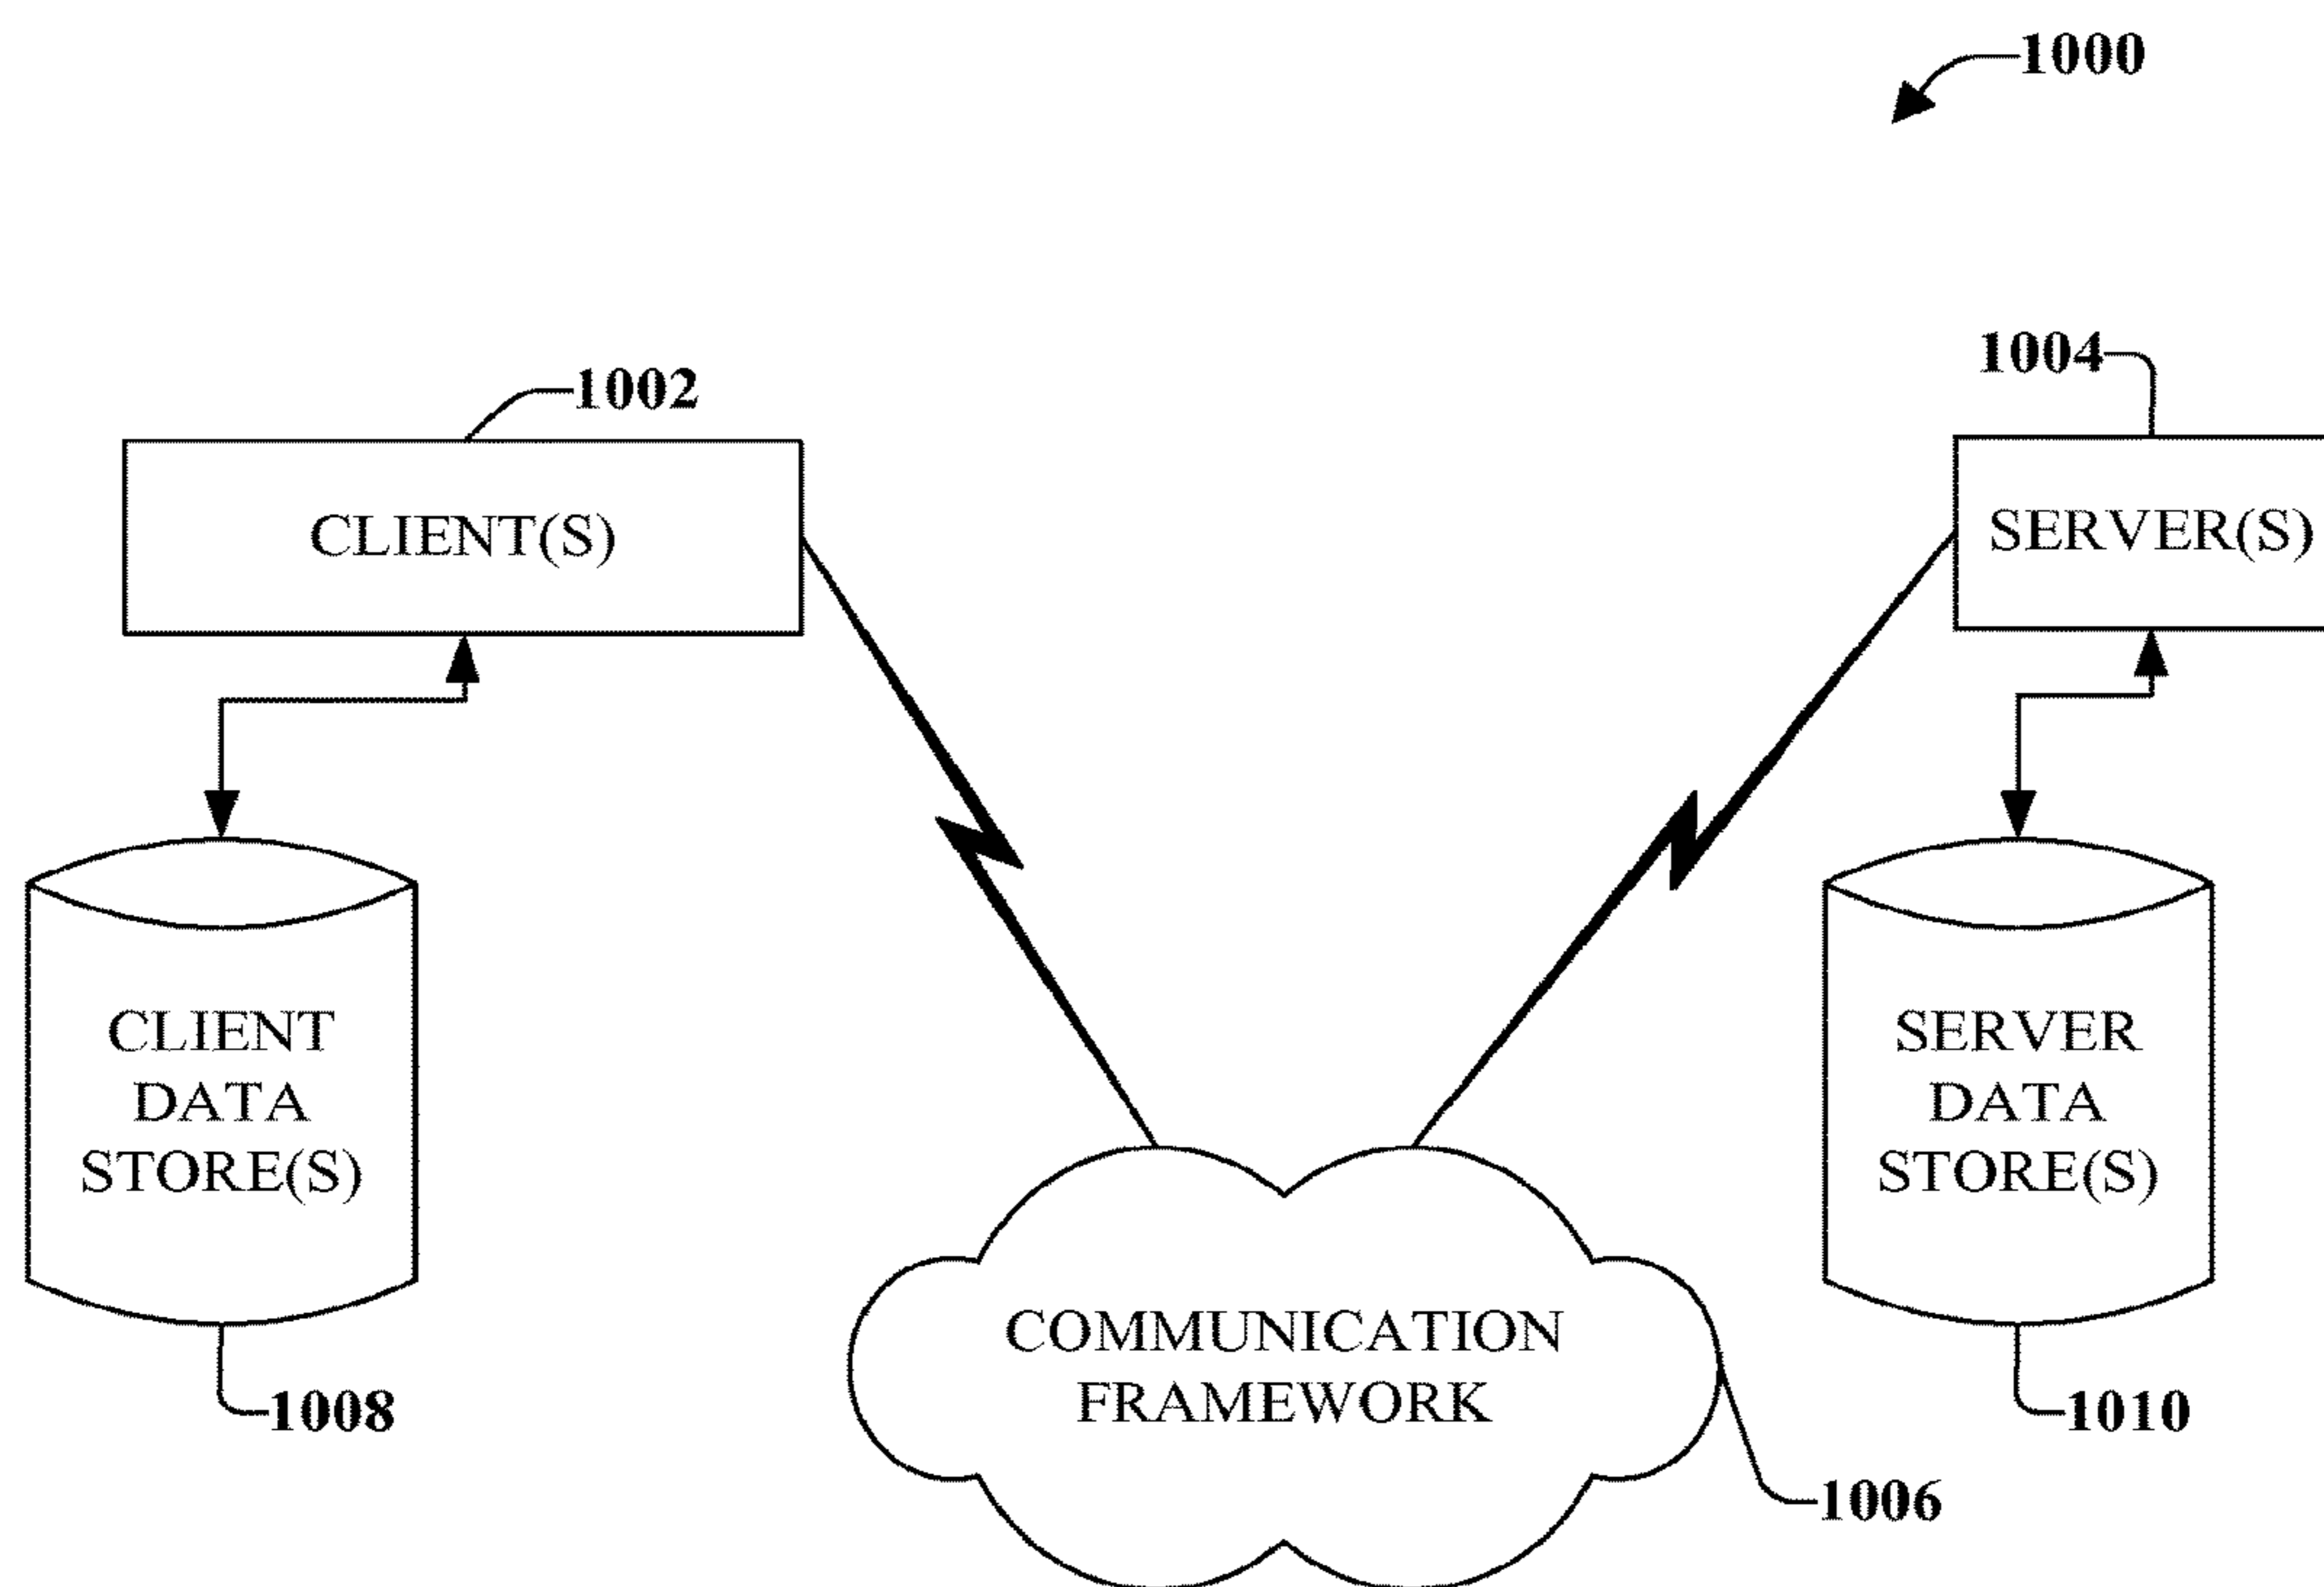 1000
1002
1004
CLIENT(S)
SERVER(S)
CLIENT
DATA
STORE(S)
SERVER
DATA
STORE(S)
COMMUNICATION
FRAMEWORK
1008
1010
1006